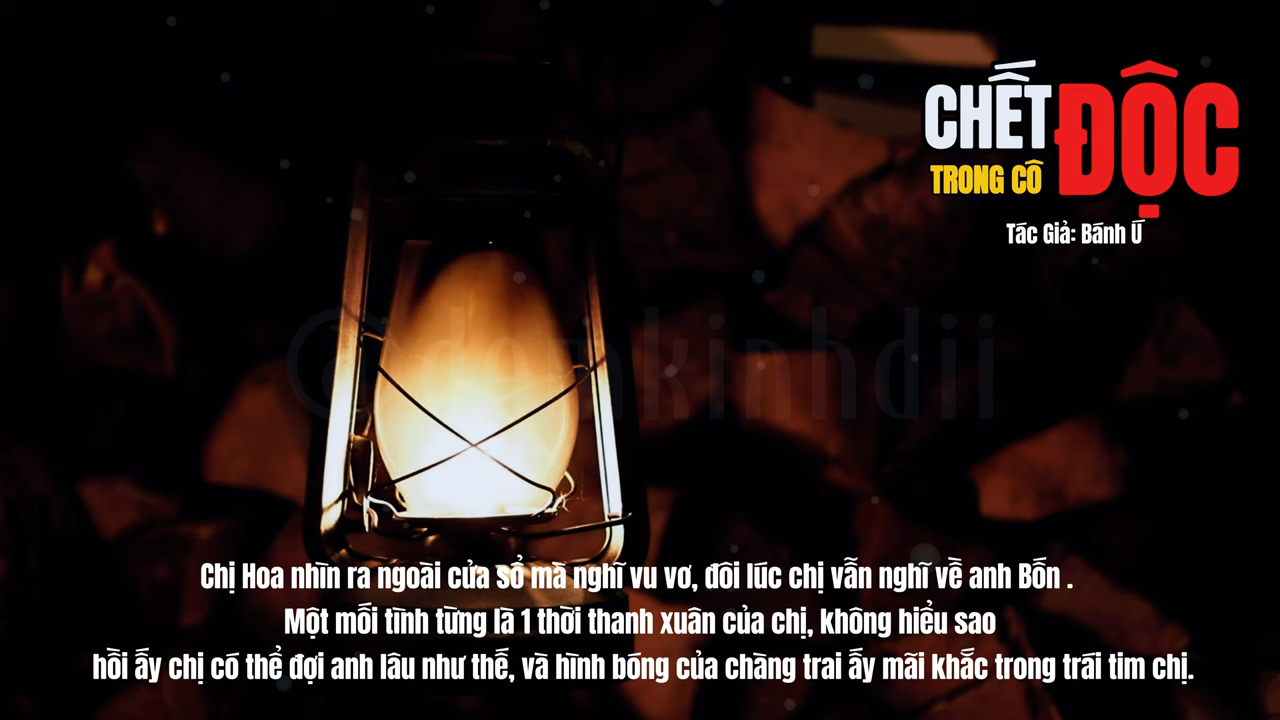 CHẾT
TRONG CÔ
ĐỘC
Tác Giả: Bánh Ú
@demkinhdii
Chị Hoa nhìn ra ngoài cửa sổ mà nghĩ vu vơ, đôi lúc chị vẫn nghĩ về anh Bốn .
Một mối tình từng là 1 thời thanh xuân của chị, không hiểu sao
hồi ấy chị có thể đợi anh lâu như thế, và hình bóng của chàng trai ấy mãi khắc trong trái tim chị.